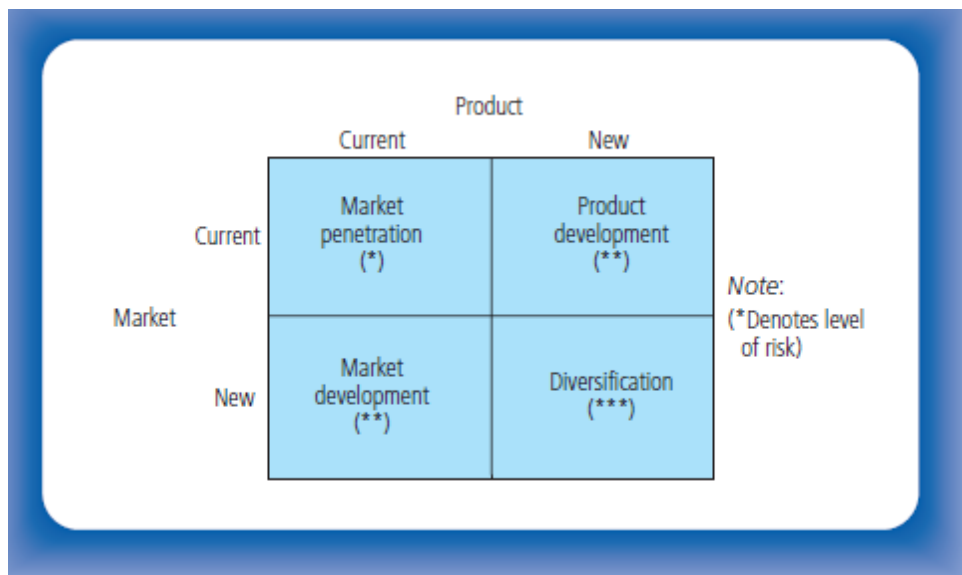 Product
Current New
Market
penetration
(*)
Product
development
(**)
Current
Note:
(*Denotes level
of risk)
Market
Market
development
(**)
Diversification
(***)
New